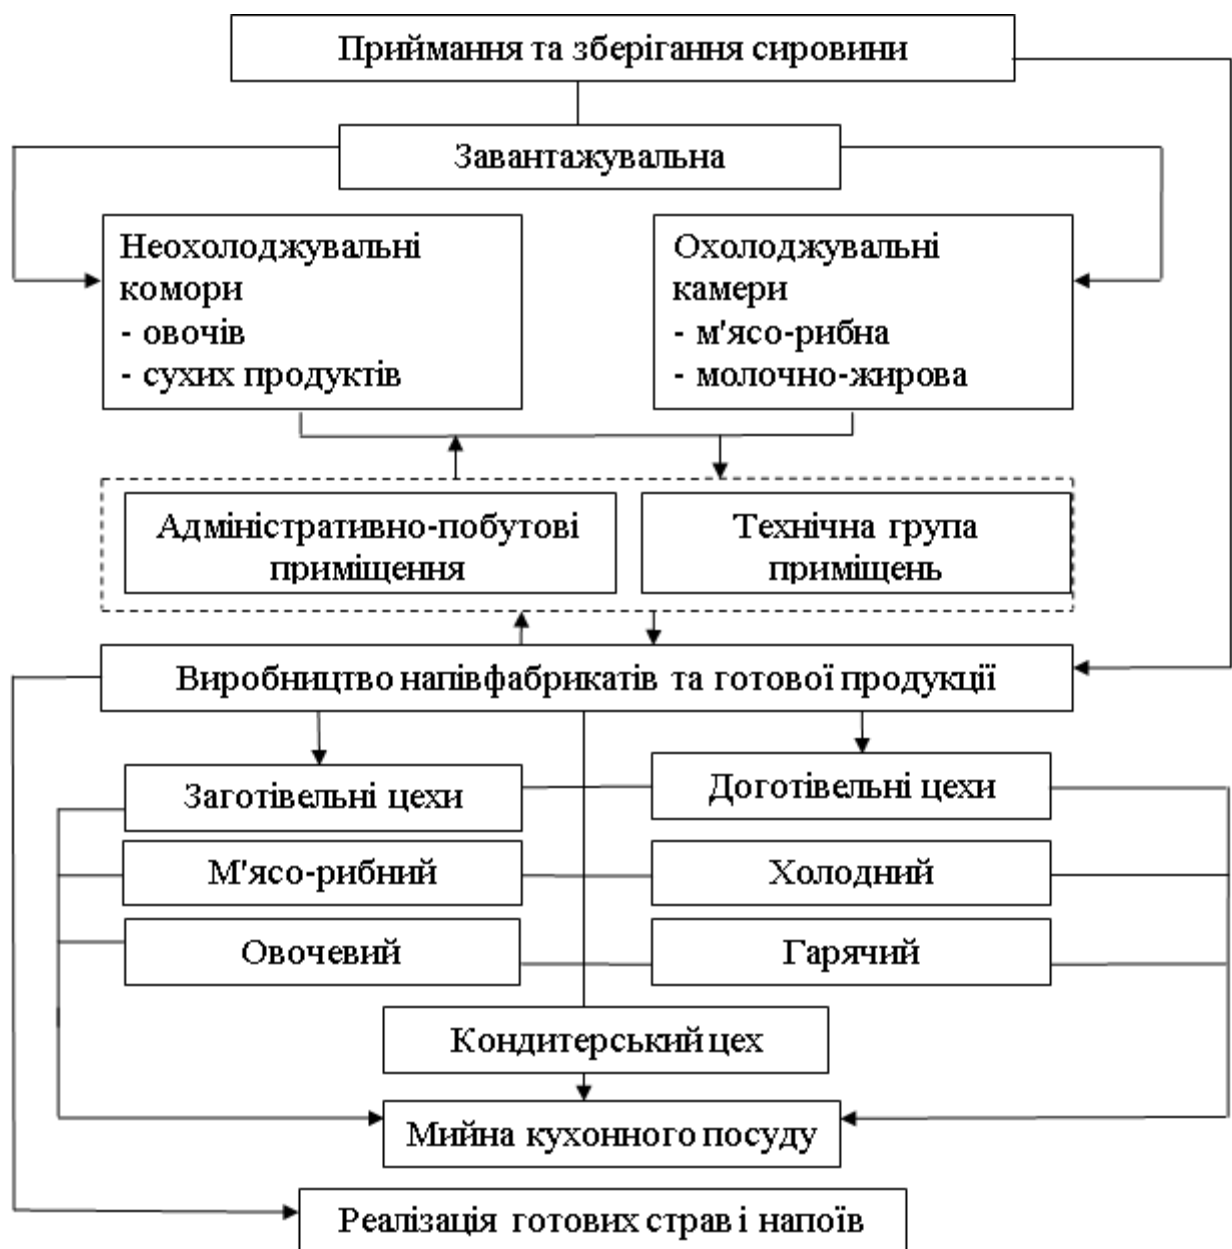 Приймання та зберігання сировини
Завантажувальна
Неохолоджувальні
комори
- овочів
- сухих продуктів
Охолоджувальні
камери
- м'ясо-рибна
- молочно-жирова
Адміністративно-побутові
приміщення
Технічна група
приміщень
Виробництво напівфабрикатів та готової продукції
Заготівельні цехи
Доготівельні цехи
М'ясо-рибний
Холодний
Овочевий
Гарячий
Кондитерський цех
Мийна кухонного посуду
Реалізація готових страв і напоїв